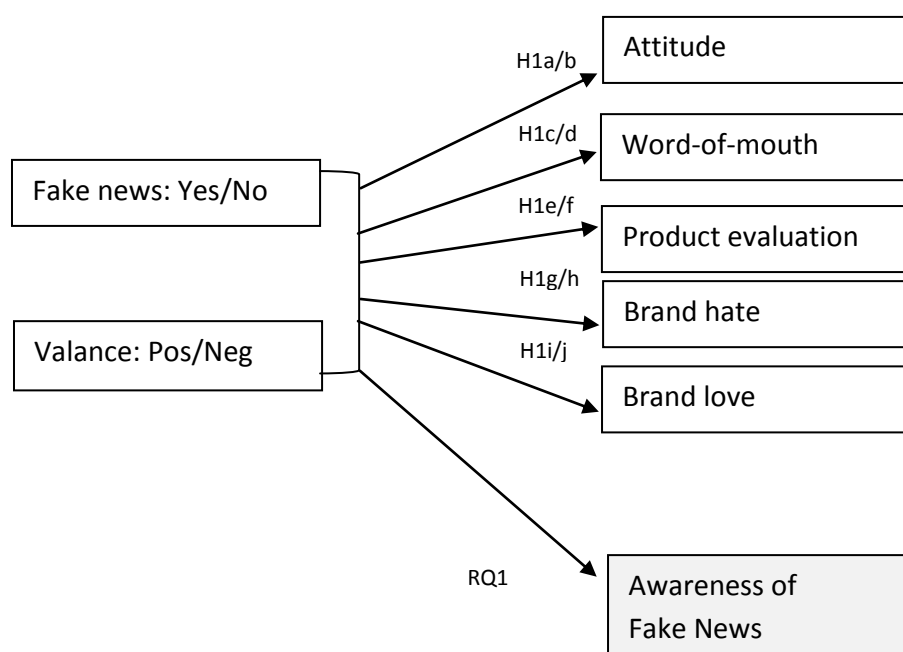 Attitude
H1a/b
H1c/d
Word-of-mouth
Fake news: Yes/No
H1e/f
Product evaluation
H1g/h
Brand hate
Valance: Pos/Neg
H1i/j
Brand love
RQ1
Awareness of
Fake News